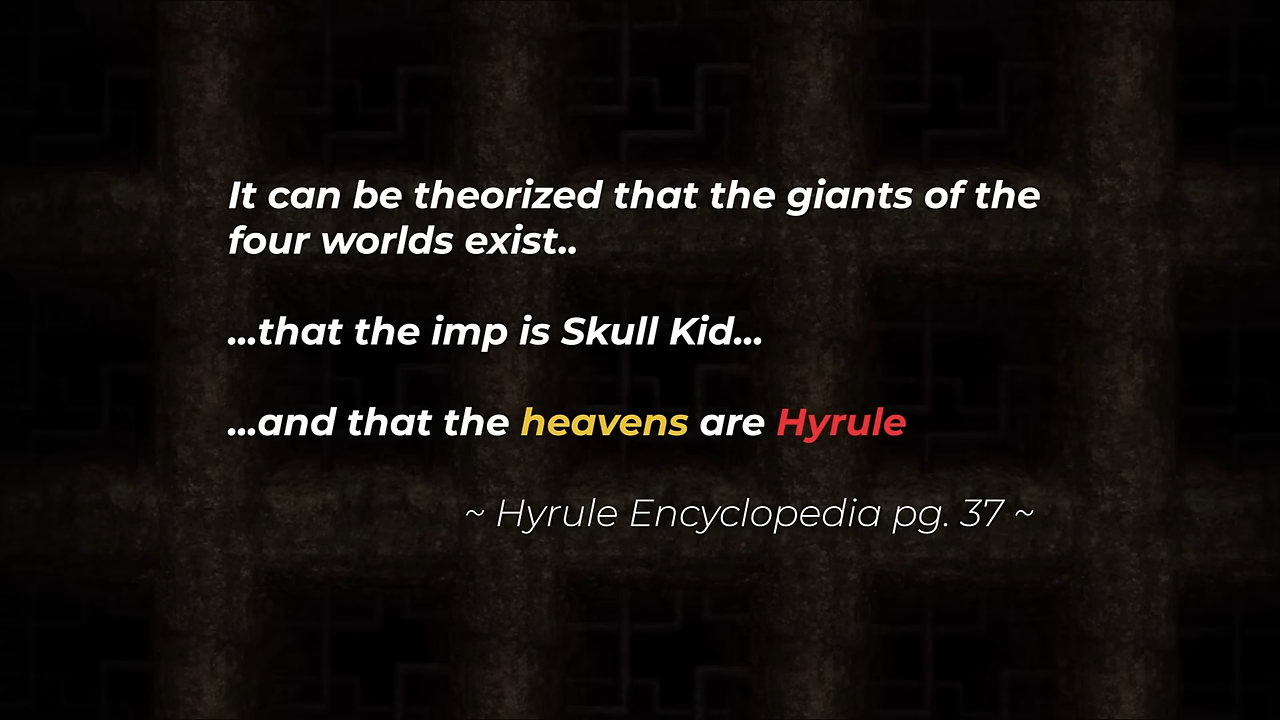 It can be theorized that the giants of the
four worlds exist..
...that the imp is Skull Kid...
...and that the heavens are Hyrule
~ Hyrule Encyclopedia pg. 37 ~